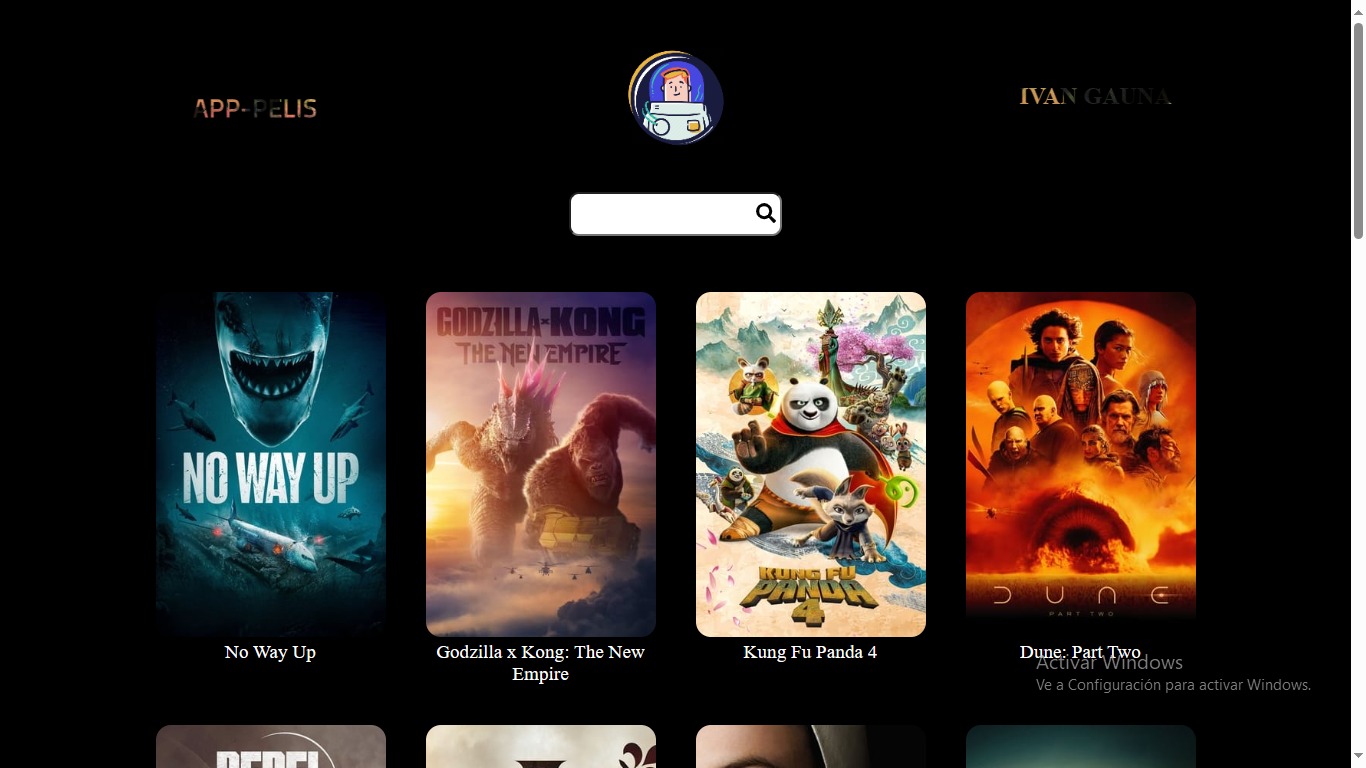 APP-PELIS
IVAN GAUNA
NO WAY UP
GODZILLA x KONG
THE NEW EMPIRE
KUNG FU
PANDA
4
DUNE
PART TWO
No Way Up
Godzilla x Kong: The New
Empire
Kung Fu Panda 4
Dune: Part Two
Activar Windows
Ve a Configuración para activar Windows.
REBEL